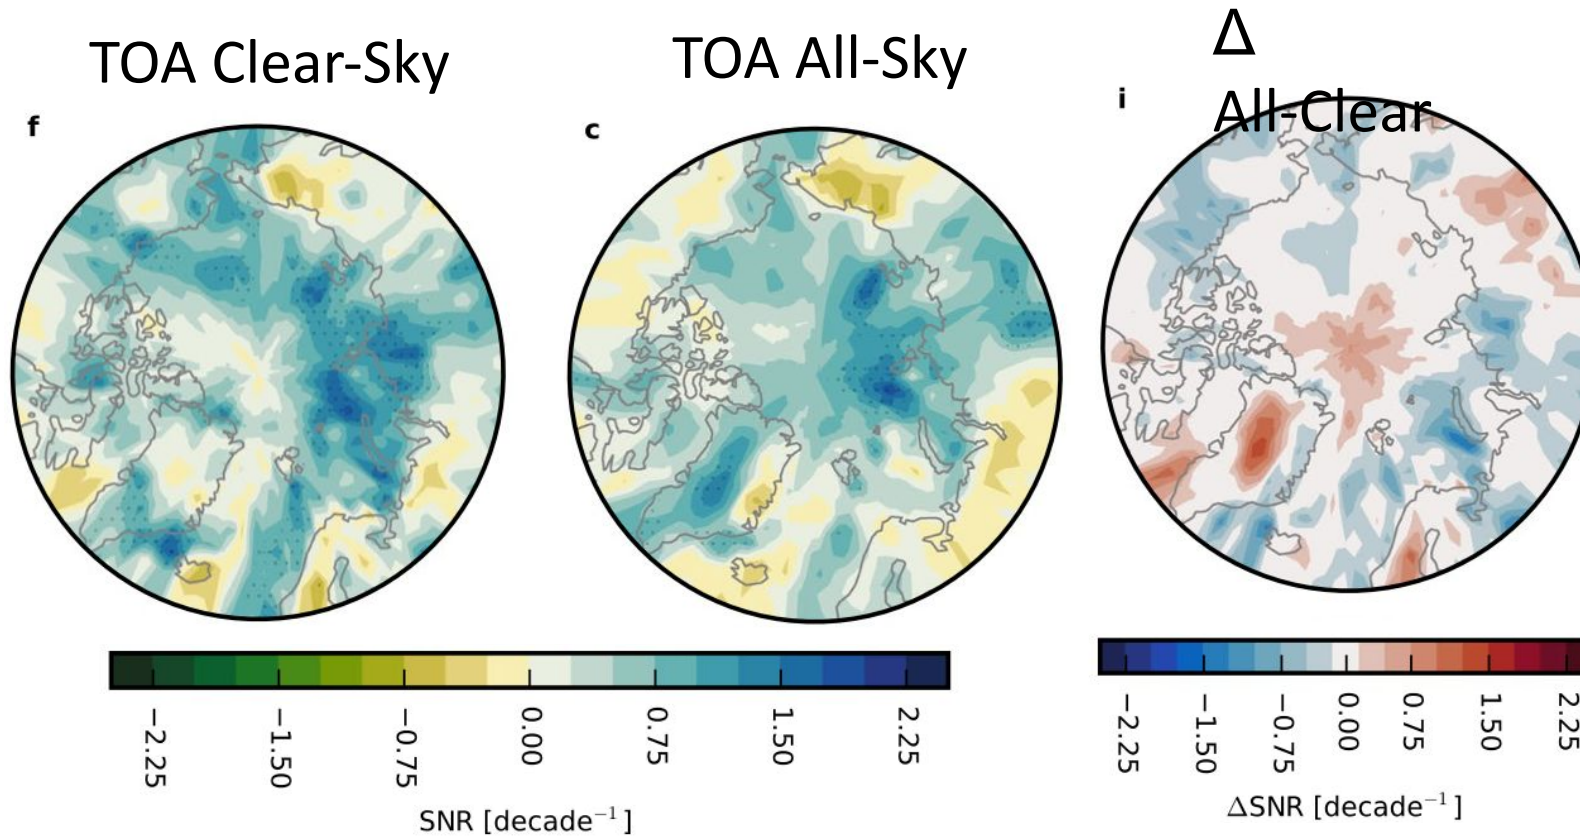 TOA Clear-Sky
TOA All-Sky
Δ
All-Clear
f
c
i
−2.25
−1.50
−0.75
0.00
0.75
1.50
2.25
SNR [decade⁻¹]
−2.25
−1.50
−0.75
0.00
0.75
1.50
2.25
ΔSNR [decade⁻¹]